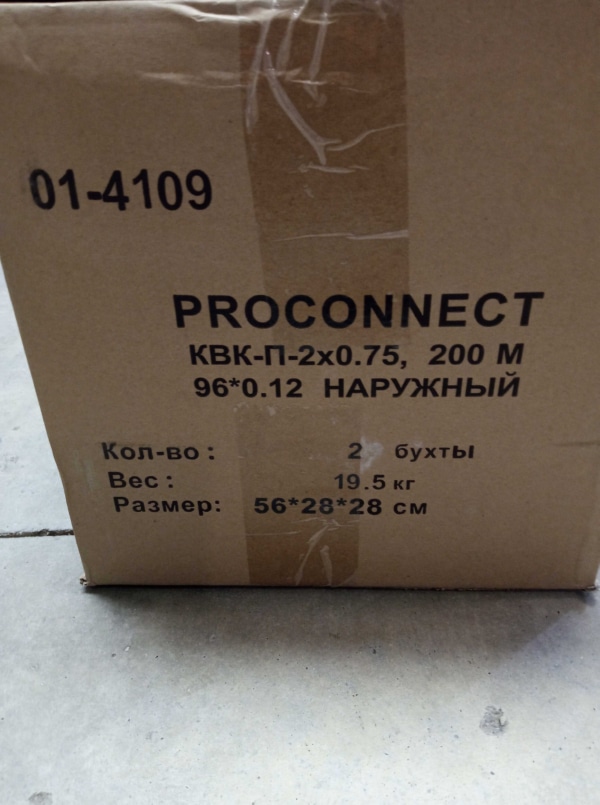 01-4109
PROCONNECT
КВК-П-2х0.75, 200 М
96*0.12 НАРУЖНЫЙ
Кол-во : 2 бухты
Вес : 19.5 кг
Размер: 56*28*28 см